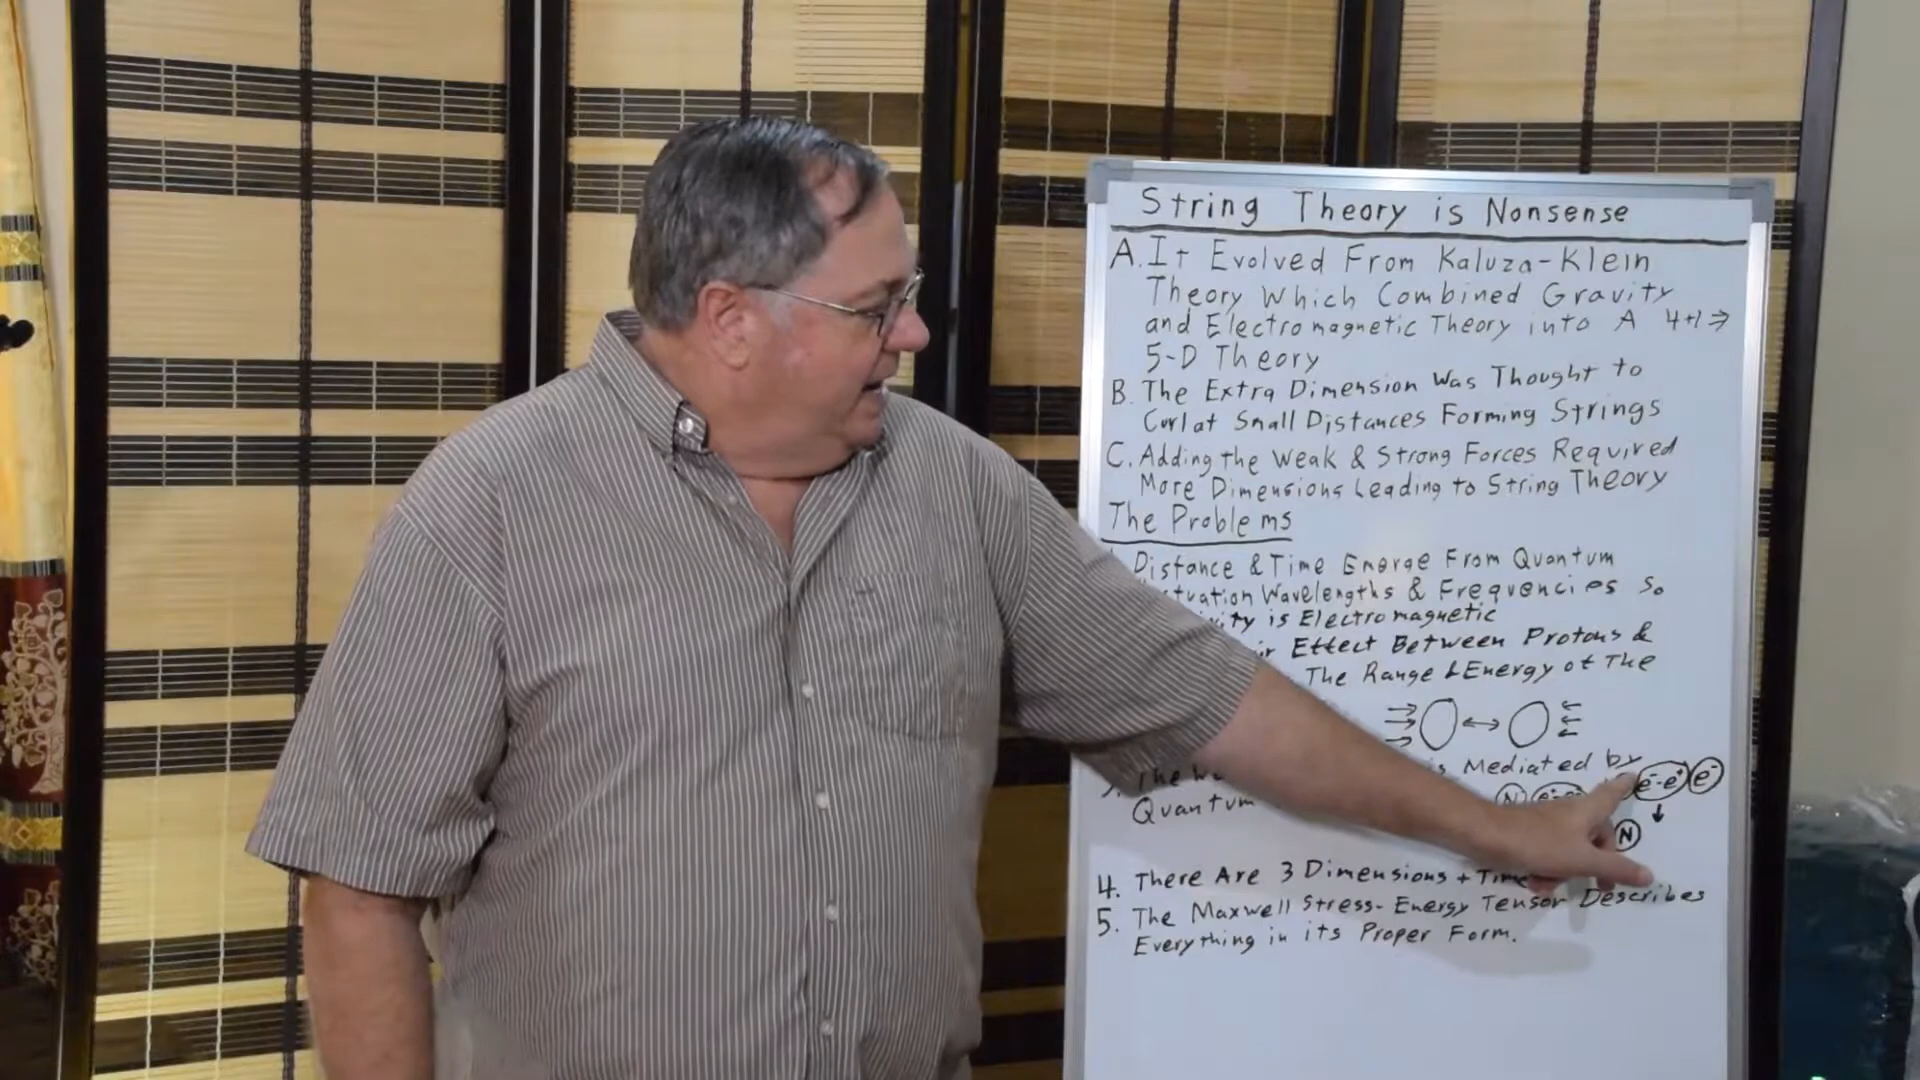 String Theory is Nonsense
A. It Evolved From Kaluza-Klein
Theory Which Combined Gravity
and Electromagnetic Theory into A 4+1⇒
5-D Theory
B. The Extra Dimension Was Thought to
Curl at Small Distances Forming Strings
C. Adding the Weak & Strong Forces Required
More Dimensions Leading to String Theory
The Problems
Distance & Time Emerge From Quantum
Wavelengths & Frequencies So
is Electromagnetic
Effect Between Protons &
The Range & Energy of The
The is Mediated by
e⁻-e⁺ e⁻
Quantum N
N
4. There Are 3 Dimensions + Time
5. The Maxwell Stress-Energy Tensor Describes
Everything in its Proper Form.